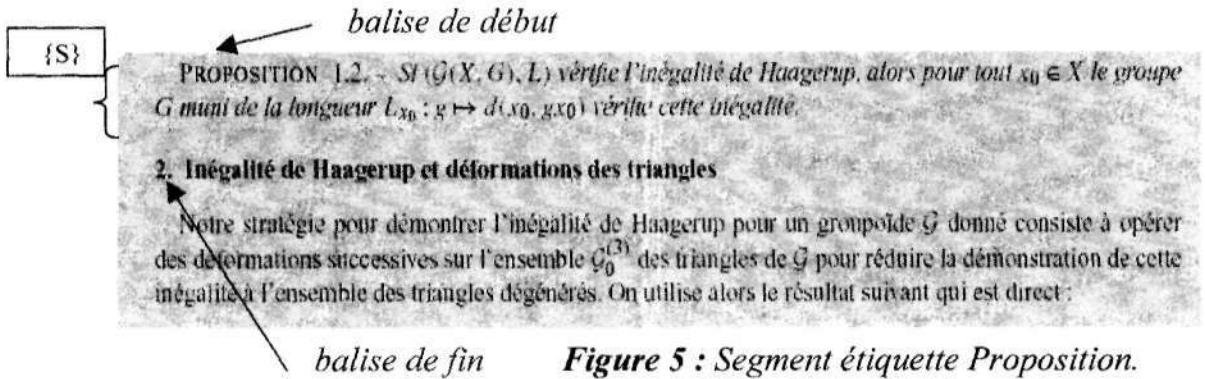 balise de début
{S}
PROPOSITION 1.2. – Si (𝒢(X, G), L) vérifie l'inégalité de Haagerup, alors pour tout x₀ ∈ X le groupe
G muni de la longueur Lₓ₀ : g ↦ d(x₀, gx₀) vérifie cette inégalité.
2. Inégalité de Haagerup et déformations des triangles
Notre stratégie pour démontrer l'inégalité de Haagerup pour un groupoïde 𝒢 donné consiste à opérer
des déformations successives sur l'ensemble 𝒢₀⁽³⁾ des triangles de 𝒢 pour réduire la démonstration de cette
inégalité à l'ensemble des triangles dégénérés. On utilise alors le résultat suivant qui est direct :
balise de fin Figure 5 : Segment étiquette Proposition.